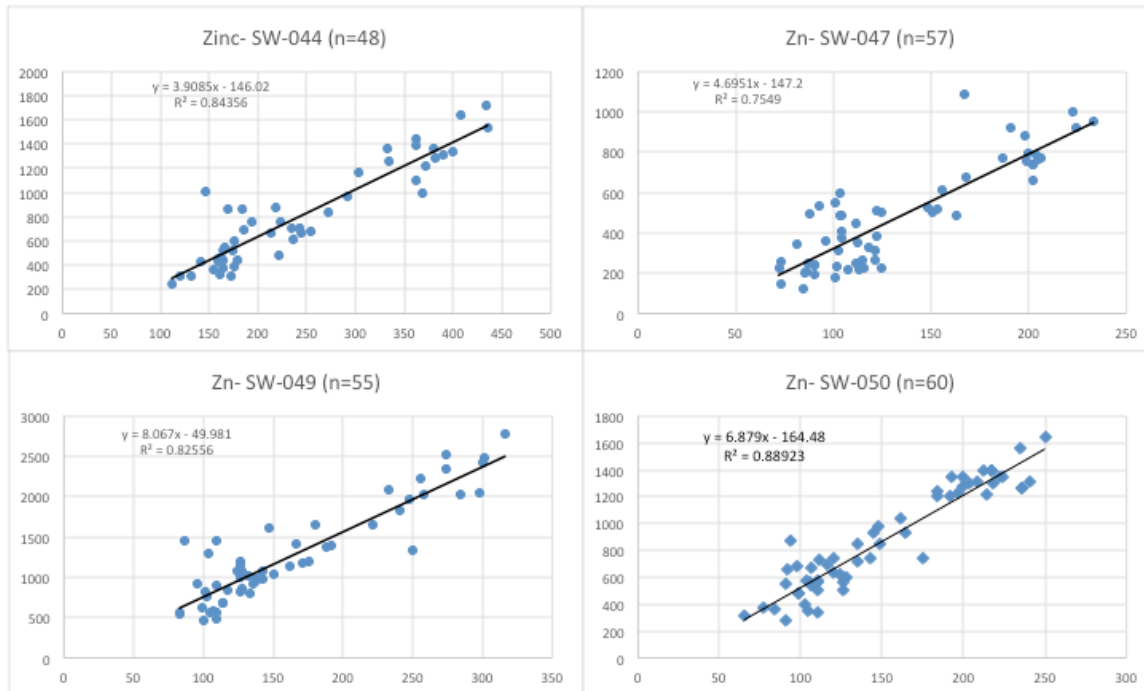 Zinc- SW-044 (n=48)
y = 3.9085x - 146.02
R² = 0.84356
2000
1800
1600
1400
1200
1000
800
600
400
200
0
0 50 100 150 200 250 300 350 400 450 500
Zn- SW-047 (n=57)
y = 4.6951x - 147.2
R² = 0.7549
1200
1000
800
600
400
200
0
0 50 100 150 200 250
Zn- SW-049 (n=55)
y = 8.067x - 49.981
R² = 0.82556
3000
2500
2000
1500
1000
500
0
0 50 100 150 200 250 300 350
Zn- SW-050 (n=60)
y = 6.879x - 164.48
R² = 0.88923
1800
1600
1400
1200
1000
800
600
400
200
0
0 50 100 150 200 250 300